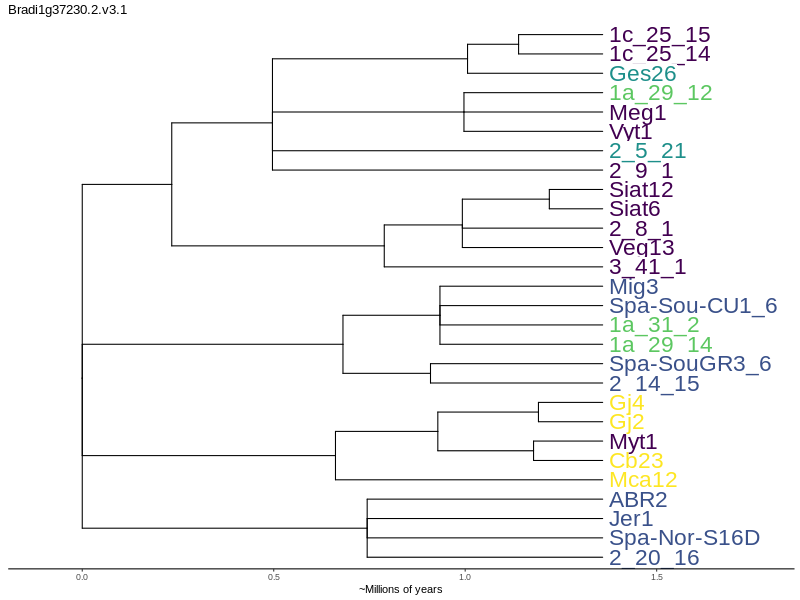 Bradi1g37230.2.v3.1
1c_25_15
1c_25_14
Ges26
1a_29_12
Meg1
Vyt1
2_5_21
2_9_1
Siat12
Siat6
2_8_1
Veq13
3_41_1
Mig3
Spa-Sou-CU1_6
1a_31_2
1a_29_14
Spa-SouGR3_6
2_14_15
Gj4
Gj2
Myt1
Cb23
Mca12
ABR2
Jer1
Spa-Nor-S16D
2_20_16
0.0 0.5 1.0 1.5
~Millions of years